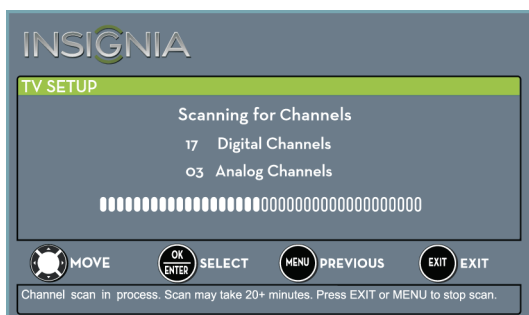 INSIGNIA
TV SETUP
Scanning for Channels
17 Digital Channels
03 Analog Channels
MOVE OK ENTER SELECT MENU PREVIOUS EXIT EXIT
Channel scan in process. Scan may take 20+ minutes. Press EXIT or MENU to stop scan.